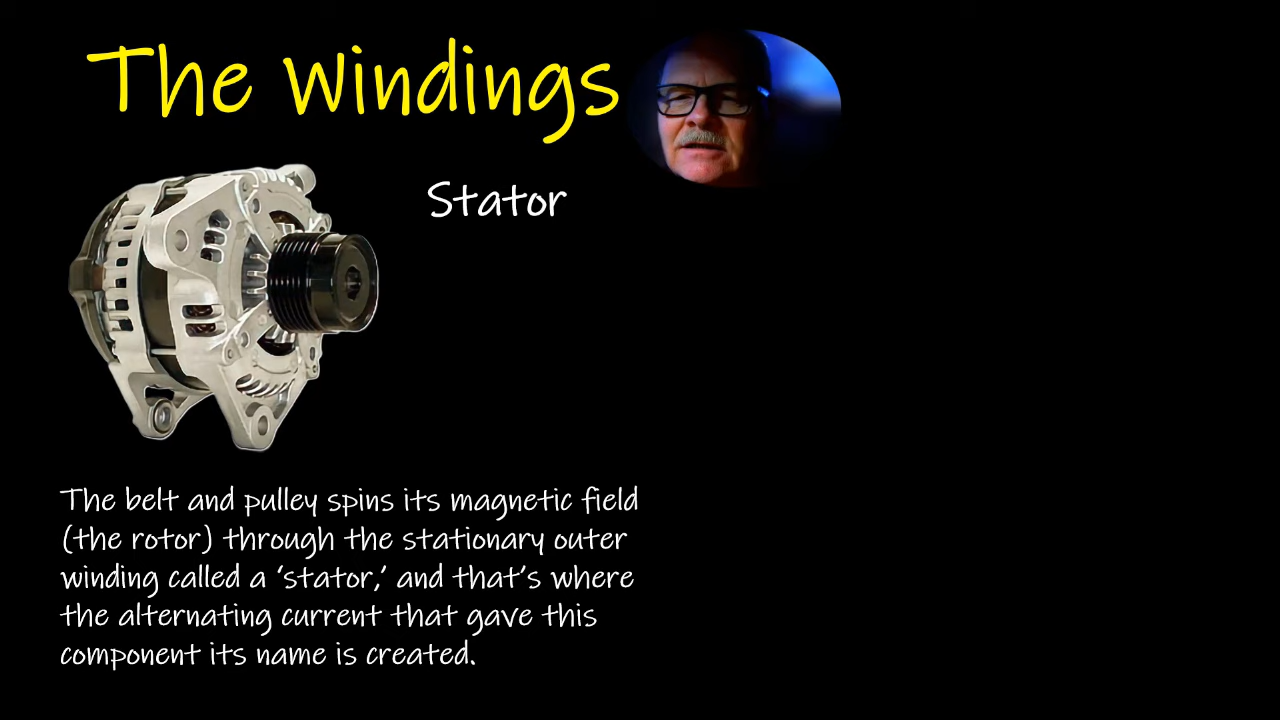 The Windings
Stator
The belt and pulley spins its magnetic field
(the rotor) through the stationary outer
winding called a ‘stator,’ and that’s where
the alternating current that gave this
component its name is created.